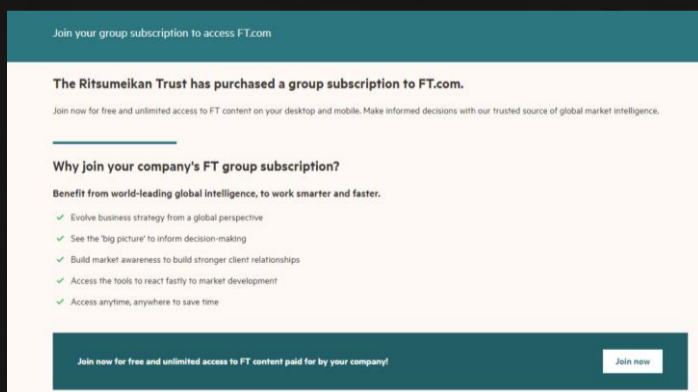 Join your group subscription to access FT.com
The Ritsumeikan Trust has purchased a group subscription to FT.com.
Join now for free and unlimited access to FT content on your desktop and mobile. Make informed decisions with our trusted source of global market intelligence.
Why join your company's FT group subscription?
Benefit from world-leading global intelligence, to work smarter and faster.
Evolve business strategy from a global perspective
See the 'big picture' to inform decision-making
Build market awareness to build stronger client relationships
Access the tools to react fastly to market development
Access anytime, anywhere to save time
Join now for free and unlimited access to FT content paid for by your company!
Join now